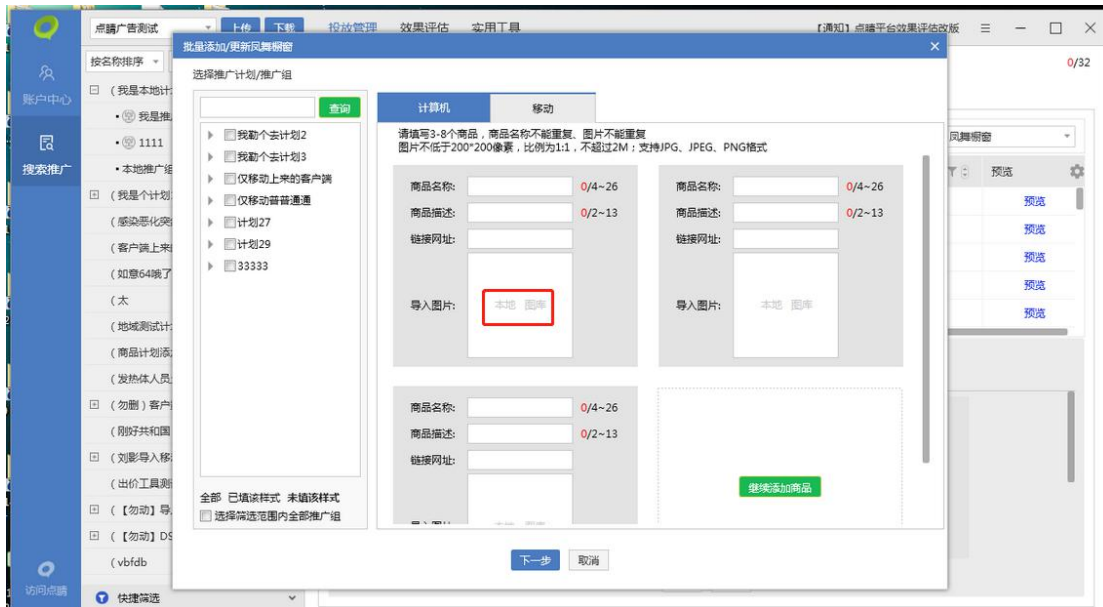 点睛广告测试 上传 下载 投放管理 效果评估 实用工具 【通知】点睛平台效果评估改版
批量添加/更新凤舞橱窗
账户中心
搜索推广
访问点睛
按名称排序
(我是本地计
我是推
1111
本地推广组
(我是个计划
(感染恶化突
(客户端上来
(如意64哦了
(太
(地域测试计
(商品计划添
(发热体人员
(勿删)客户
(刚好共和国
(刘影导入移
(出价工具测
(【勿动】导
(【勿动】DS
(vbfdb
快捷筛选
选择推广计划/推广组
查询
我勤个去计划2
我勤个去计划3
仅移动上来的客户端
仅移动普普通通
计划27
计划29
33333
全部 已填该样式 未填该样式
选择筛选范围内全部推广组
计算机 移动
请填写3-8个商品,商品名称不能重复、图片不能重复
图片不低于200*200像素,比例为1:1,不超过2M;支持JPG、JPEG、PNG格式
商品名称: 0/4~26
商品描述: 0/2~13
链接网址:
导入图片: 本地 图库
商品名称: 0/4~26
商品描述: 0/2~13
链接网址:
导入图片: 本地 图库
商品名称: 0/4~26
商品描述: 0/2~13
链接网址:
继续添加商品
下一步 取消
0/32
凤舞橱窗
预览
预览
预览
预览
预览
预览